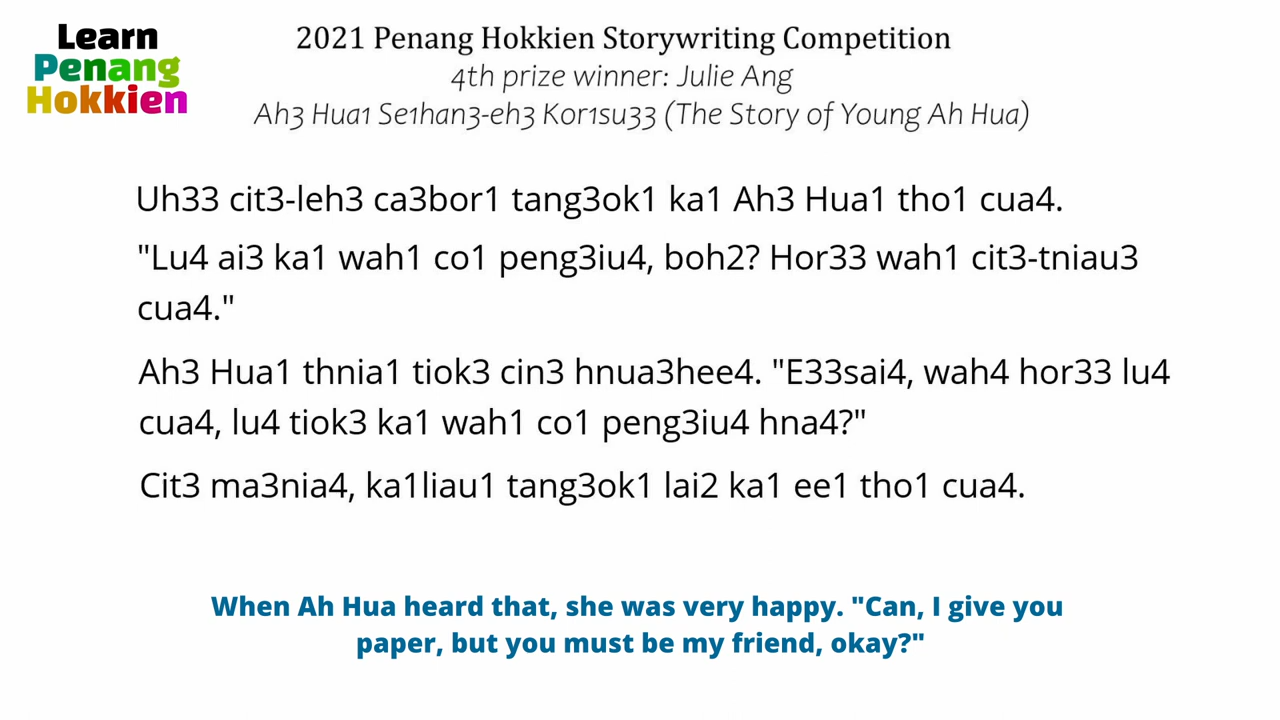 Learn
Penang
Hokkien
2021 Penang Hokkien Storywriting Competition
4th prize winner: Julie Ang
Ah3 Hua1 Se1han3-eh3 Kor1su33 (The Story of Young Ah Hua)
Uh33 cit3-leh3 ca3bor1 tang3ok1 ka1 Ah3 Hua1 tho1 cua4.
"Lu4 ai3 ka1 wah1 co1 peng3iu4, boh2? Hor33 wah1 cit3-tniau3
cua4."
Ah3 Hua1 thnia1 tiok3 cin3 hnua3hee4. "E33sai4, wah4 hor33 lu4
cua4, lu4 tiok3 ka1 wah1 co1 peng3iu4 hna4?"
Cit3 ma3nia4, ka1liau1 tang3ok1 lai2 ka1 ee1 tho1 cua4.
When Ah Hua heard that, she was very happy. "Can, I give you
paper, but you must be my friend, okay?"